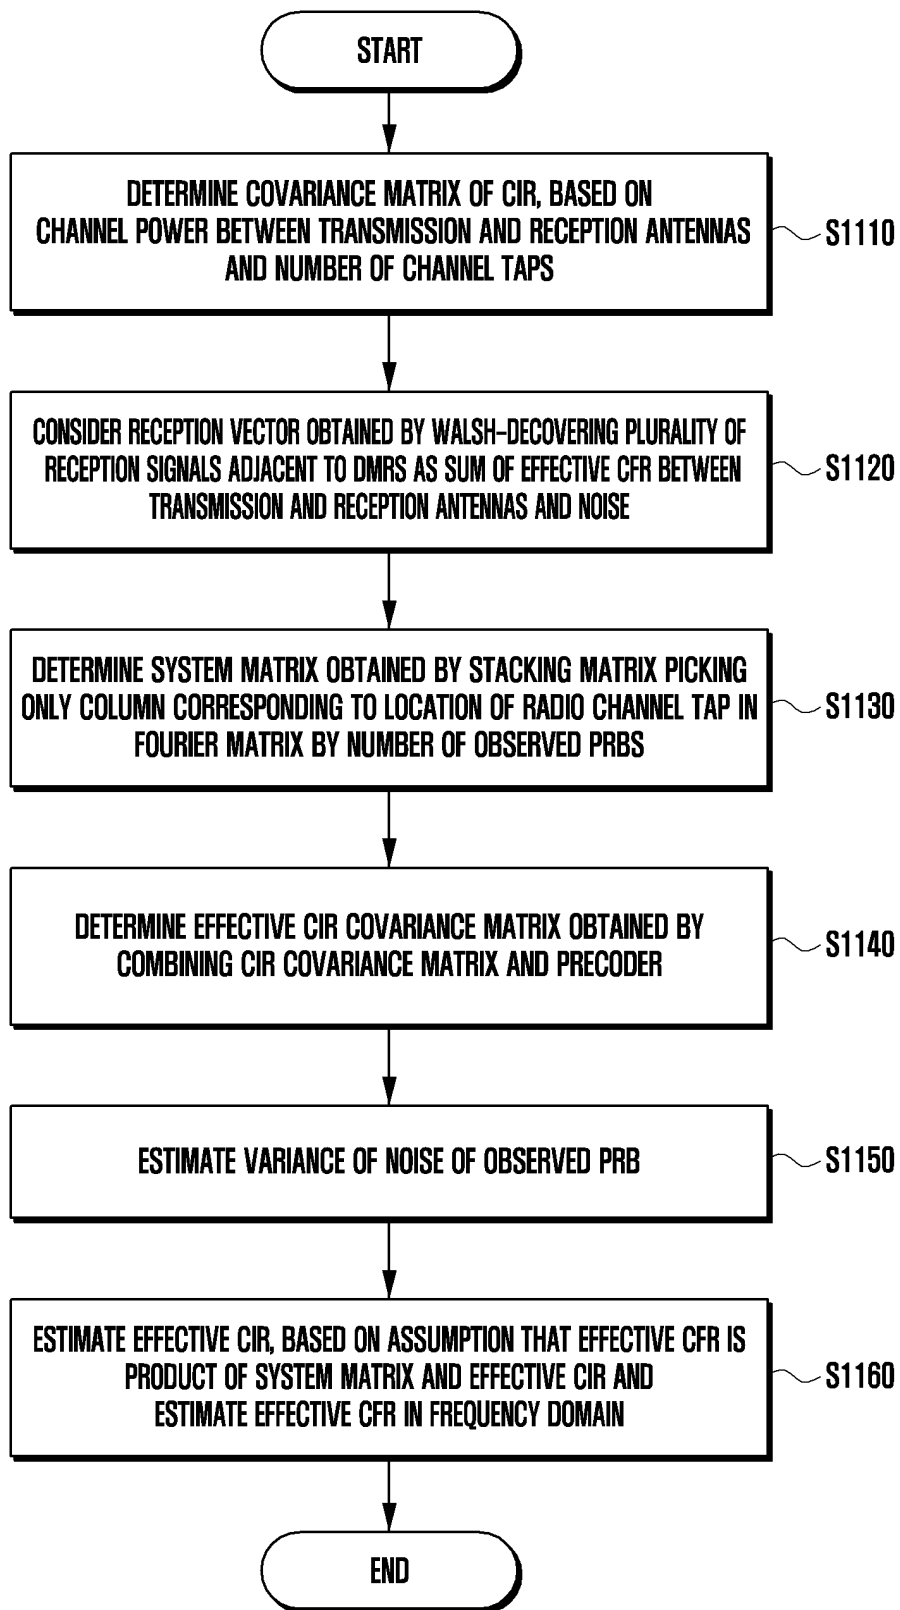 START
DETERMINE COVARIANCE MATRIX OF CIR, BASED ON
CHANNEL POWER BETWEEN TRANSMISSION AND RECEPTION ANTENNAS
AND NUMBER OF CHANNEL TAPS
S1110
CONSIDER RECEPTION VECTOR OBTAINED BY WALSH-DECOVERING PLURALITY OF
RECEPTION SIGNALS ADJACENT TO DMRS AS SUM OF EFFECTIVE CFR BETWEEN
TRANSMISSION AND RECEPTION ANTENNAS AND NOISE
S1120
DETERMINE SYSTEM MATRIX OBTAINED BY STACKING MATRIX PICKING
ONLY COLUMN CORRESPONDING TO LOCATION OF RADIO CHANNEL TAP IN
FOURIER MATRIX BY NUMBER OF OBSERVED PRBS
S1130
DETERMINE EFFECTIVE CIR COVARIANCE MATRIX OBTAINED BY
COMBINING CIR COVARIANCE MATRIX AND PRECODER
S1140
ESTIMATE VARIANCE OF NOISE OF OBSERVED PRB
S1150
ESTIMATE EFFECTIVE CIR, BASED ON ASSUMPTION THAT EFFECTIVE CFR IS
PRODUCT OF SYSTEM MATRIX AND EFFECTIVE CIR AND
ESTIMATE EFFECTIVE CFR IN FREQUENCY DOMAIN
S1160
END